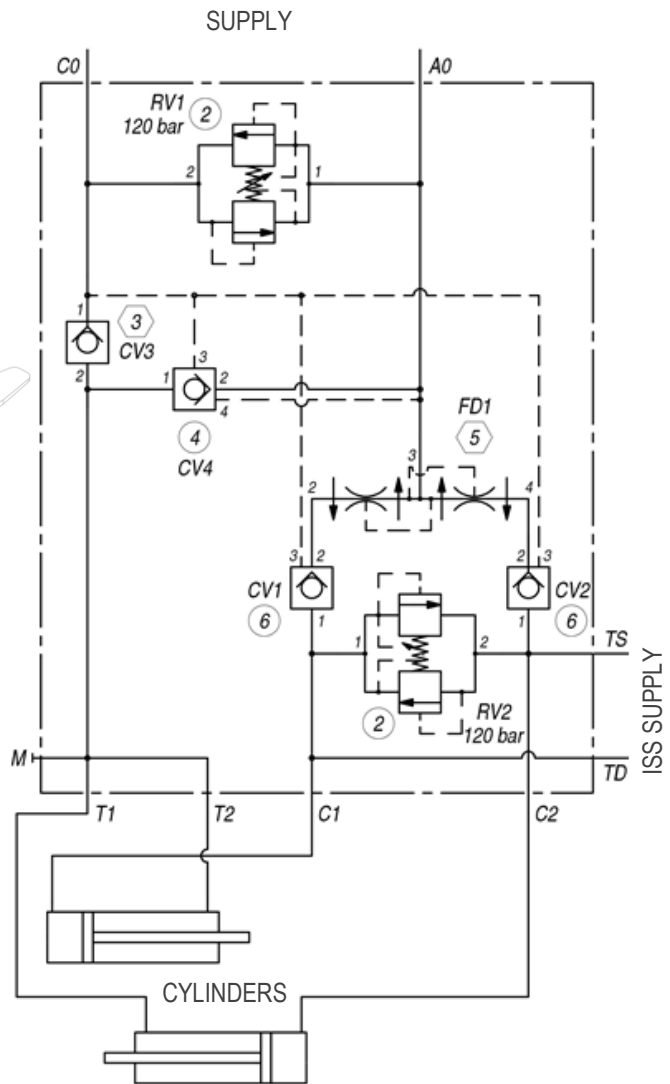 SUPPLY
C0
A0
RV1
120 bar
2
2
1
1
3
CV3
2
3
1
2
4
4
CV4
FD1
5
3
2
4
3
2
2
3
CV1
6
1
CV2
6
1
1
2
TS
2
RV2
120 bar
ISS SUPPLY
M
TD
T1
T2
C1
C2
CYLINDERS